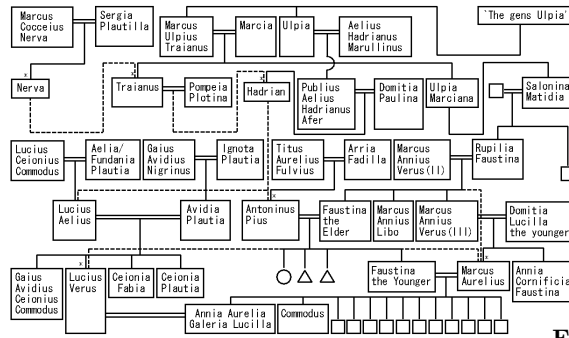 Marcus
Cocceius
Nerva
Sergia
Plautilla
Marcus
Ulpius
Traianus
Marcia
Ulpia
Aelius
Hadrianus
Marullinus
'The gens Ulpia'
Nerva
Traianus
Pompeia
Plotina
Hadrian
Publius
Aelius
Hadrianus
Afer
Domitia
Paulina
Ulpia
Marciana
Salonina
Matidia
Lucius
Ceionius
Commodus
Aelia/
Fundania
Plautia
Gaius
Avidius
Nigrinus
Ignota
Plautia
Titus
Aurelius
Fulvius
Arria
Fadilla
Marcus
Annius
Verus(II)
Rupilia
Faustina
Lucius
Aelius
Avidia
Plautia
Antoninus
Pius
Faustina
the
Elder
Marcus
Annius
Libo
Marcus
Annius
Verus(III)
Domitia
Lucilla
the younger
Gaius
Avidius
Ceionius
Commodus
Lucius
Verus
Ceionia
Fabia
Ceionia
Plautia
Faustina
the Younger
Marcus
Aurelius
Annia
Cornificia
Faustina
Annia Aurelia
Galeria Lucilla
Commodus